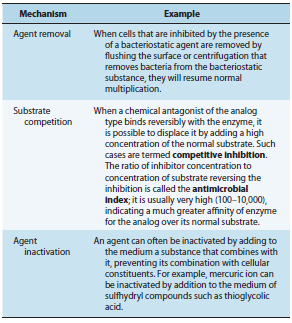 Mechanism Example
Agent removal When cells that are inhibited by the presence
of a bacteriostatic agent are removed by
flushing the surface or centrifugation that
removes bacteria from the bacteriostatic
substance, they will resume normal
multiplication.
Substrate When a chemical antagonist of the analog
competition type binds reversibly with the enzyme, it
is possible to displace it by adding a high
concentration of the normal substrate. Such
cases are termed competitive inhibition.
The ratio of inhibitor concentration to
concentration of substrate reversing the
inhibition is called the antimicrobial
index; it is usually very high (100–10,000),
indicating a much greater affinity of enzyme
for the analog over its normal substrate.
Agent An agent can often be inactivated by adding to
inactivation the medium a substance that combines with
it, preventing its combination with cellular
constituents. For example, mercuric ion can
be inactivated by addition to the medium of
sulfhydryl compounds such as thioglycolic
acid.